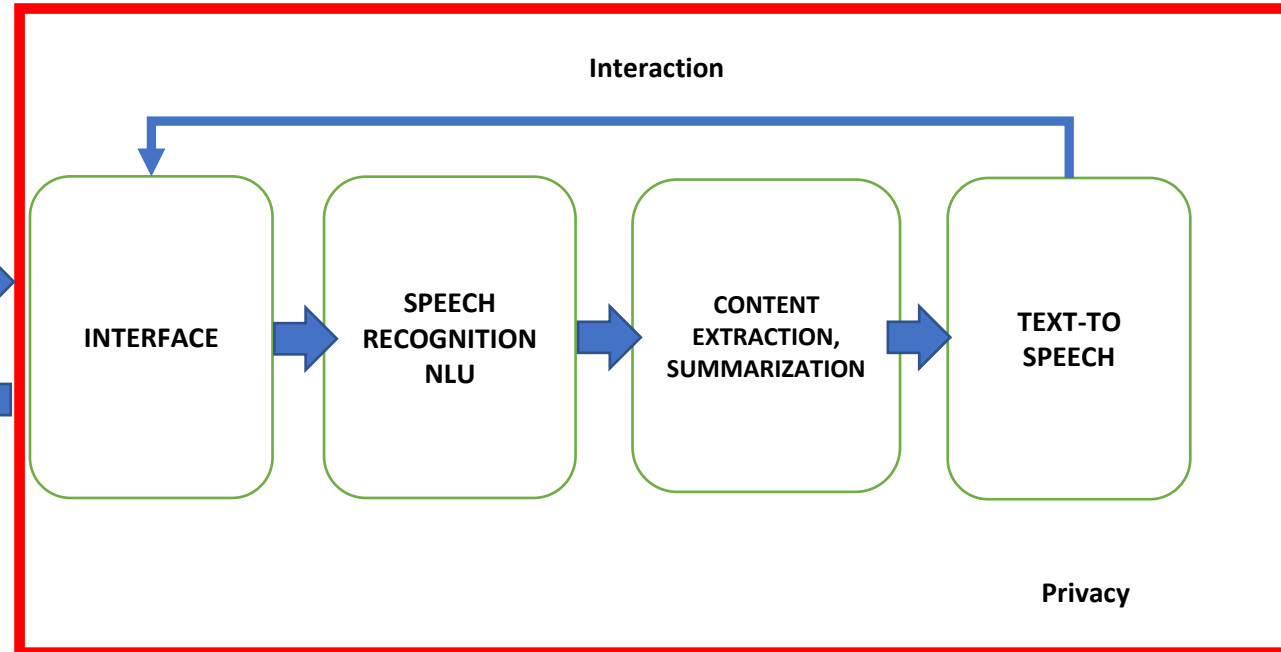 Interaction
INTERFACE
SPEECH
RECOGNITION
NLU
CONTENT
EXTRACTION,
SUMMARIZATION
TEXT-TO
SPEECH
Privacy